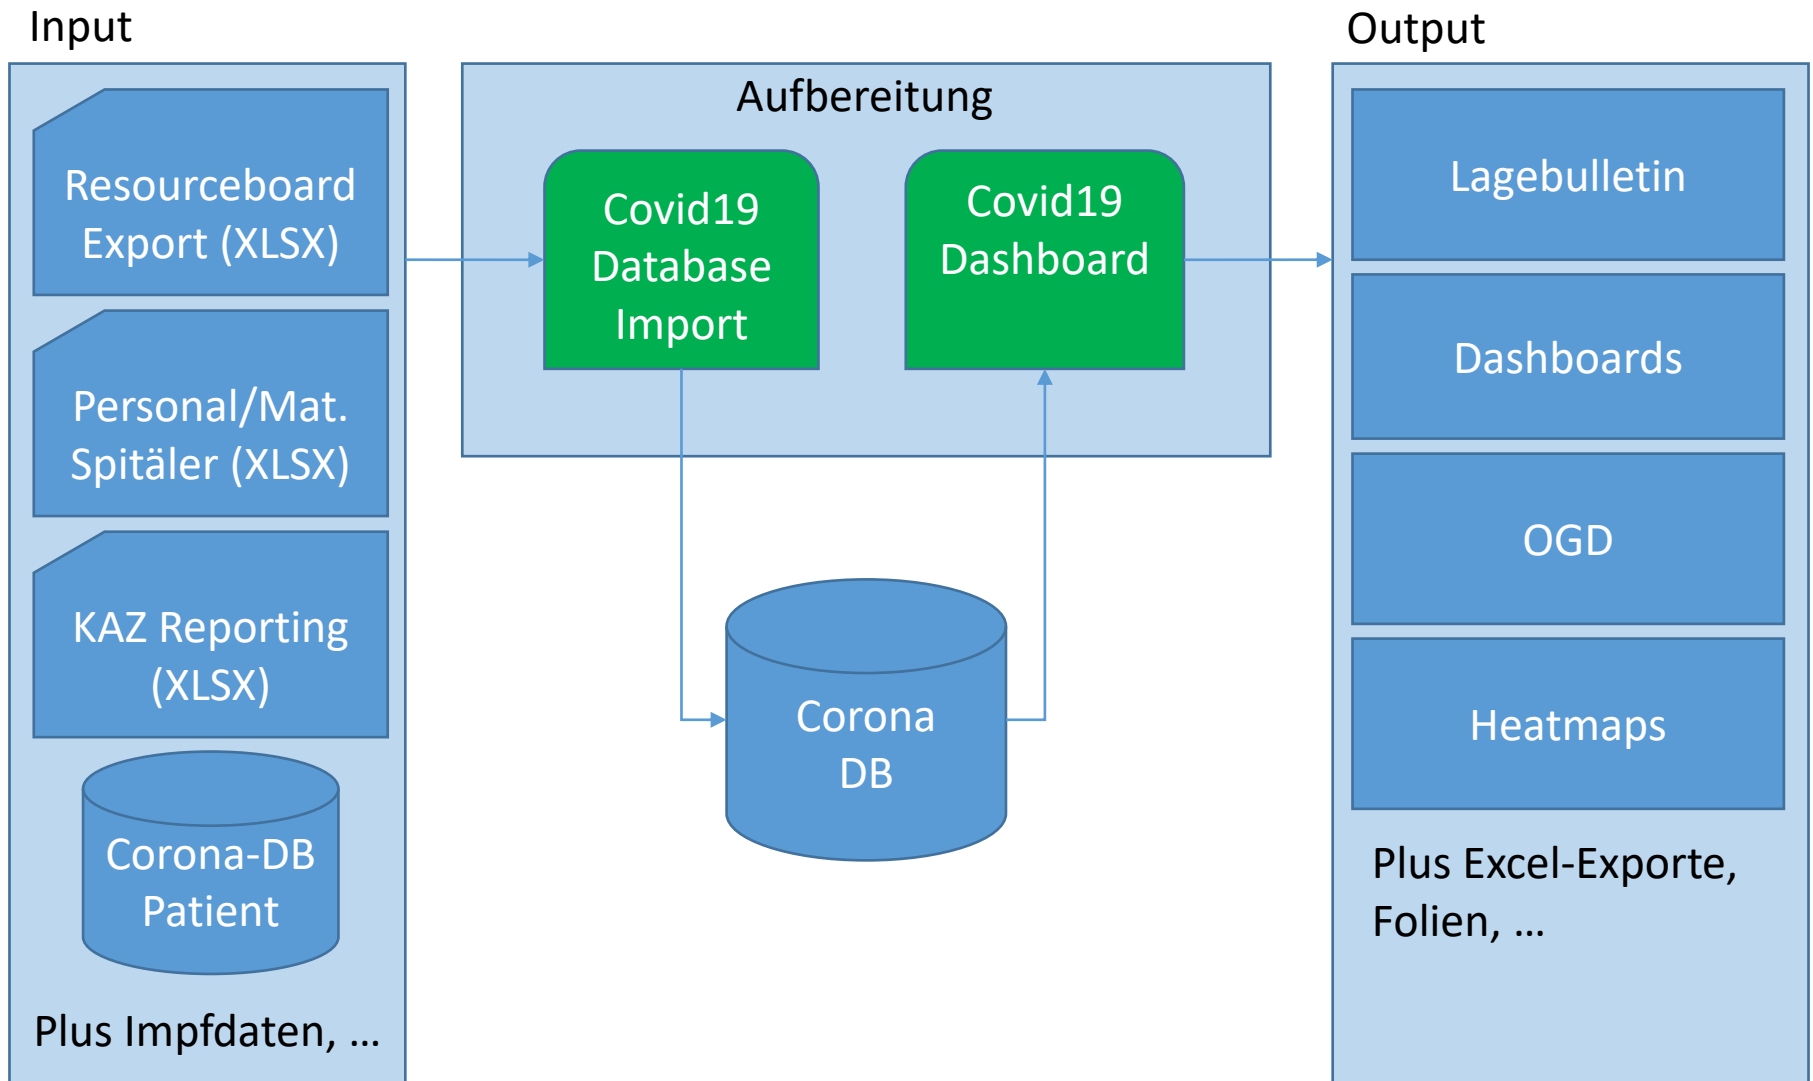 Input
Resourceboard
Export (XLSX)
Personal/Mat.
Spitäler (XLSX)
KAZ Reporting
(XLSX)
Corona-DB
Patient
Plus Impfdaten, ...
Aufbereitung
Covid19
Database
Import
Covid19
Dashboard
Corona
DB
Output
Lagebulletin
Dashboards
OGD
Heatmaps
Plus Excel-Exporte,
Folien, ...